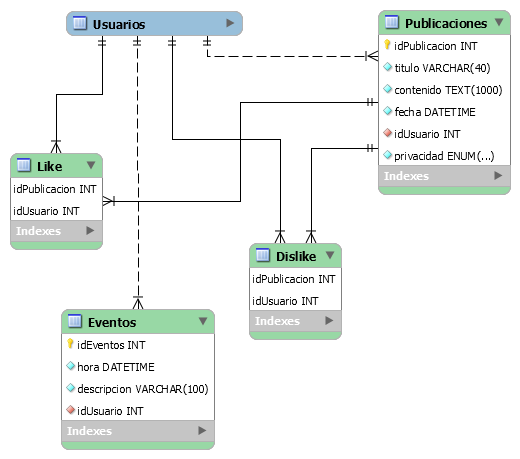 Usuarios
Publicaciones
idPublicacion INT
titulo VARCHAR(40)
contenido TEXT(1000)
fecha DATETIME
idUsuario INT
privacidad ENUM(...)
Indexes
Like
idPublicacion INT
idUsuario INT
Indexes
Dislike
idPublicacion INT
idUsuario INT
Indexes
Eventos
idEventos INT
hora DATETIME
descripcion VARCHAR(100)
idUsuario INT
Indexes